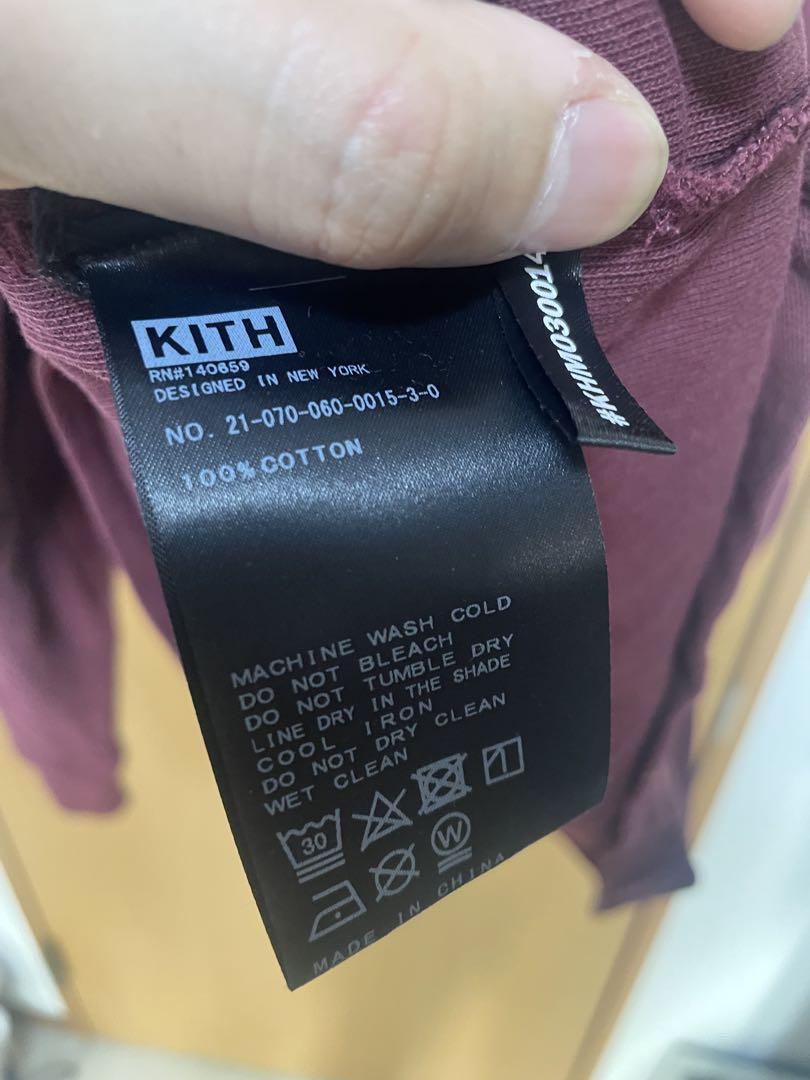 KITH
RN#140659
DESIGNED IN NEW YORK
NO. 21-070-060-0015-3-0
100% COTTON
#KHM030014
MACHINE WASH COLD
DO NOT BLEACH
DO NOT TUMBLE DRY
LINE DRY IN THE SHADE
COOL IRON
DO NOT DRY CLEAN
WET CLEAN
30
W
MADE IN CHINA